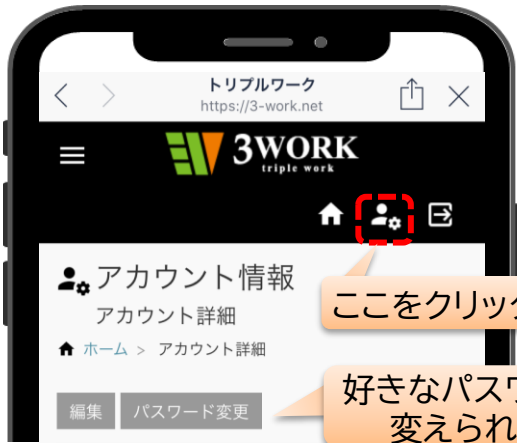 トリプルワーク
https://3-work.net
3WORK
triple work
アカウント情報
アカウント詳細
ここをクリック
ホーム > アカウント詳細
好きなパスワ
変えられ
編集 パスワード変更